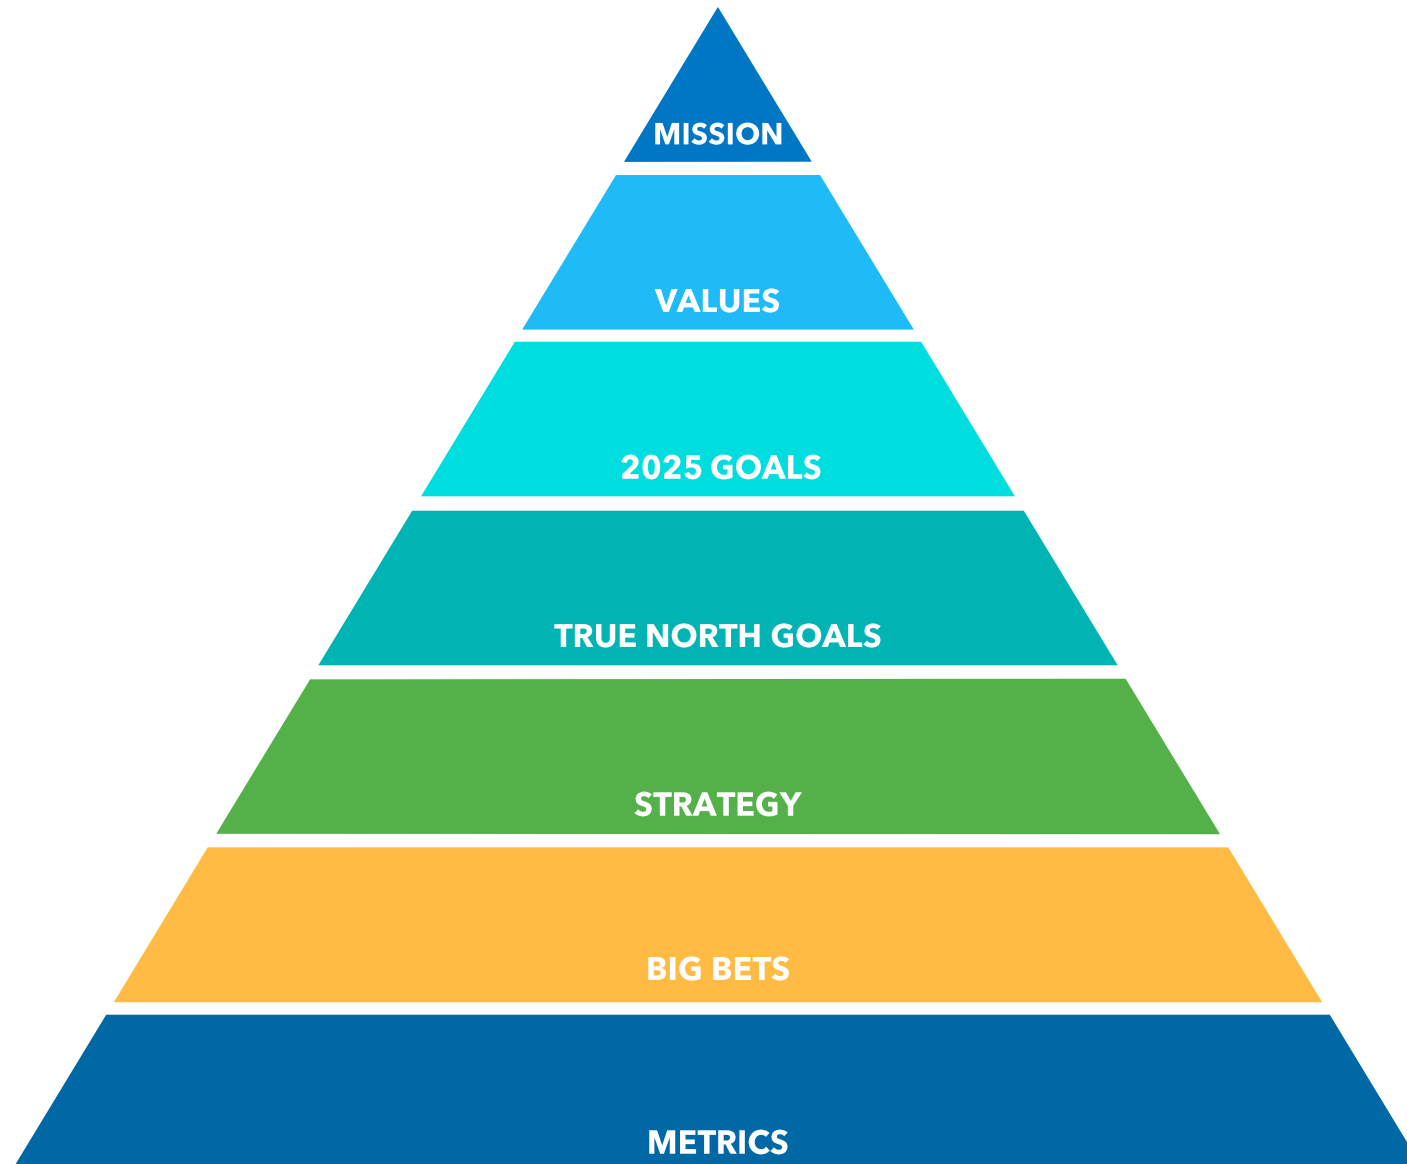 MISSION
VALUES
2025 GOALS
TRUE NORTH GOALS
STRATEGY
BIG BETS
METRICS